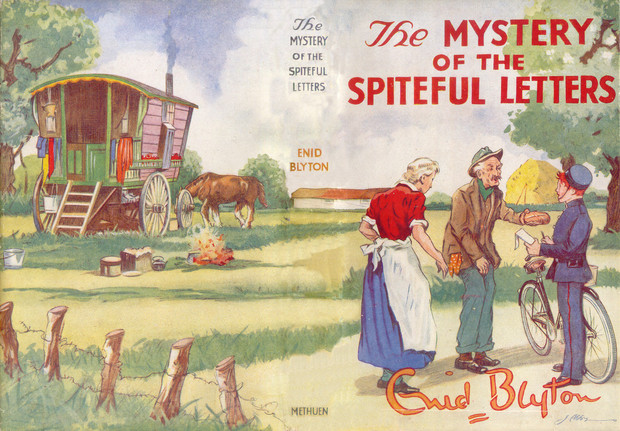 The
MYSTERY
OF THE
SPITEFUL
LETTERS
ENID
BLYTON
METHUEN
The MYSTERY
OF THE
SPITEFUL LETTERS
Enid Blyton